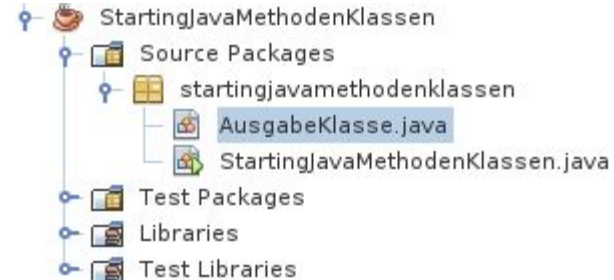 StartingJavaMethodenKlassen
Source Packages
startingjavamethodenklassen
AusgabeKlasse.java
StartingJavaMethodenKlassen.java
Test Packages
Libraries
Test Libraries